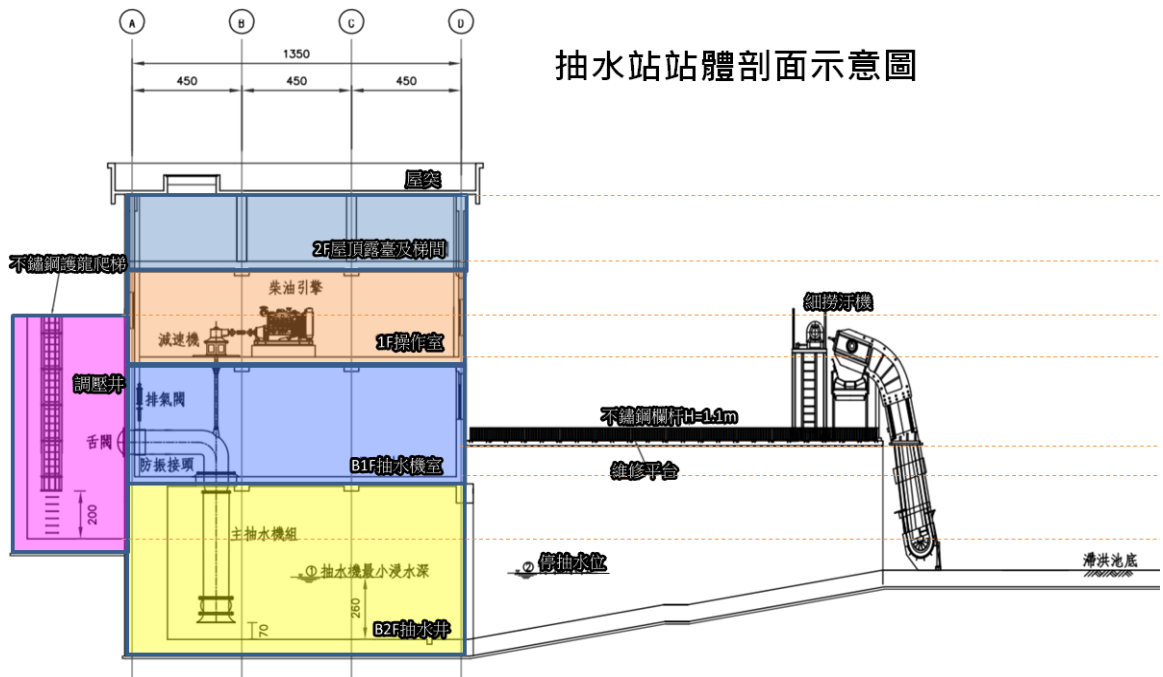 A B C D
抽水站站體剖面示意圖
1350
450 450 450
屋突
2F屋頂露臺及梯間
不鏽鋼護龍爬梯
柴油引擎
細撈汙機
減速機
1F操作室
調壓井
排氣閥
不鏽鋼欄杆H=1.1m
舌閥
防振接頭
B1F抽水機室
維修平台
200
主抽水機組
② 停抽水位
滯洪池底
① 抽水機最小浸水深
260
70
B2F抽水井